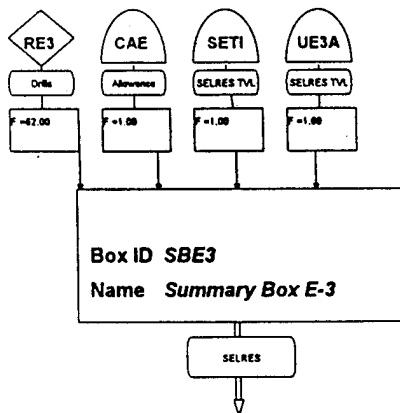 RE3 CAE SETI UE3A
Drills Allowance SELRES TVL SELRES TVL
F =62.00 F =1.00 F =1.00 F =1.00
Box ID SBE3
Name Summary Box E-3
SELRES